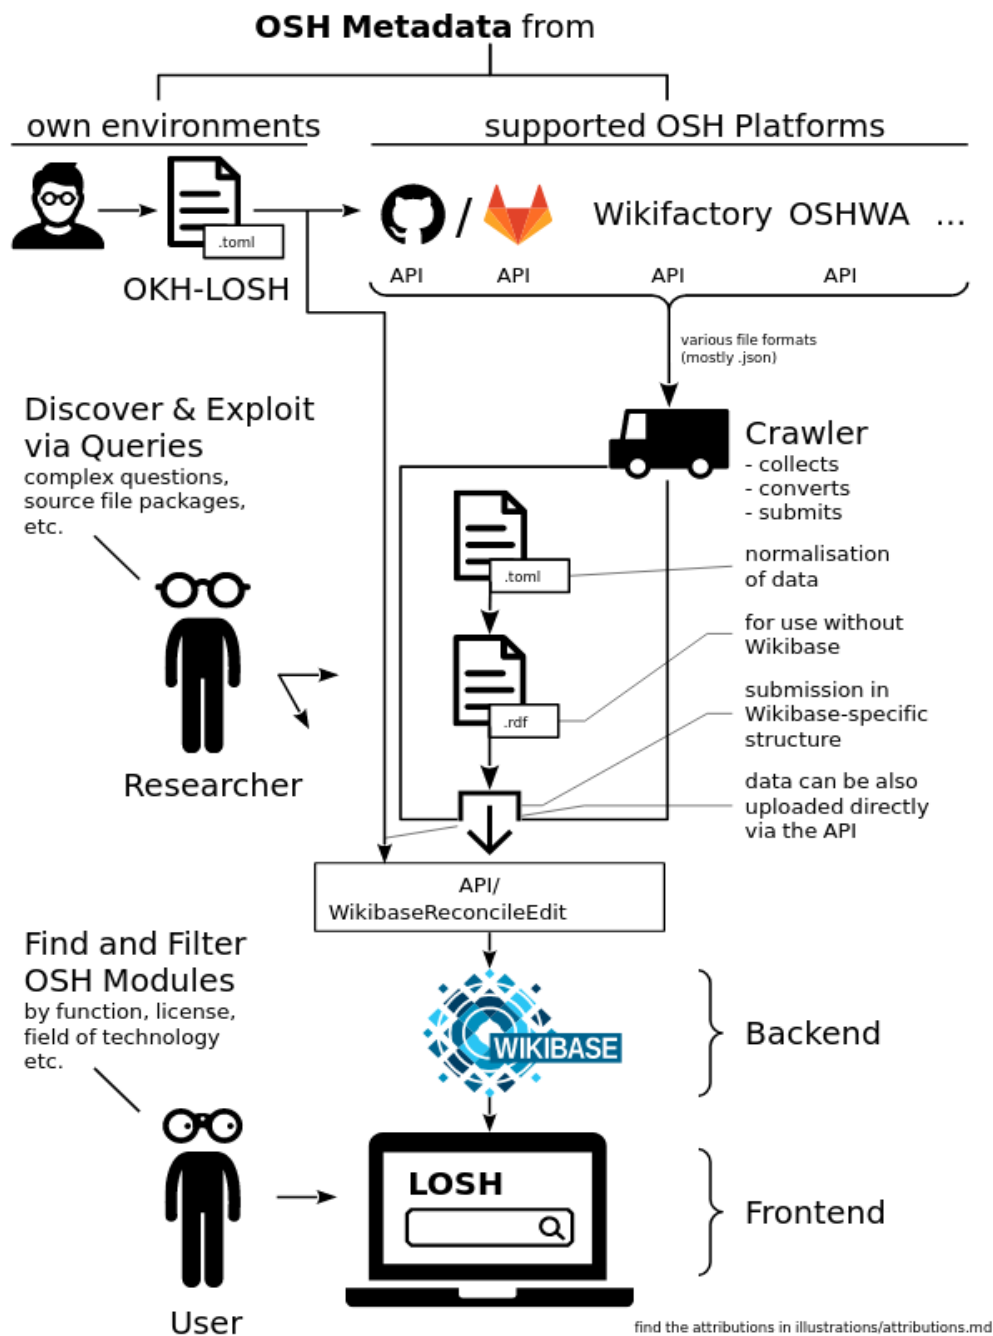 OSH Metadata from
own environments
supported OSH Platforms
.toml
OKH-LOSH
/
Wikifactory OSHWA ...
API API API API
various file formats
(mostly .json)
Discover & Exploit
via Queries
complex questions,
source file packages,
etc.
Crawler
- collects
- converts
- submits
.toml
normalisation
of data
.rdf
for use without
Wikibase
submission in
Wikibase-specific
structure
Researcher
data can be also
uploaded directly
via the API
API/
WikibaseReconcileEdit
Find and Filter
OSH Modules
by function, license,
field of technology
etc.
WIKIBASE
Backend
LOSH
Frontend
User
find the attributions in illustrations/attributions.md